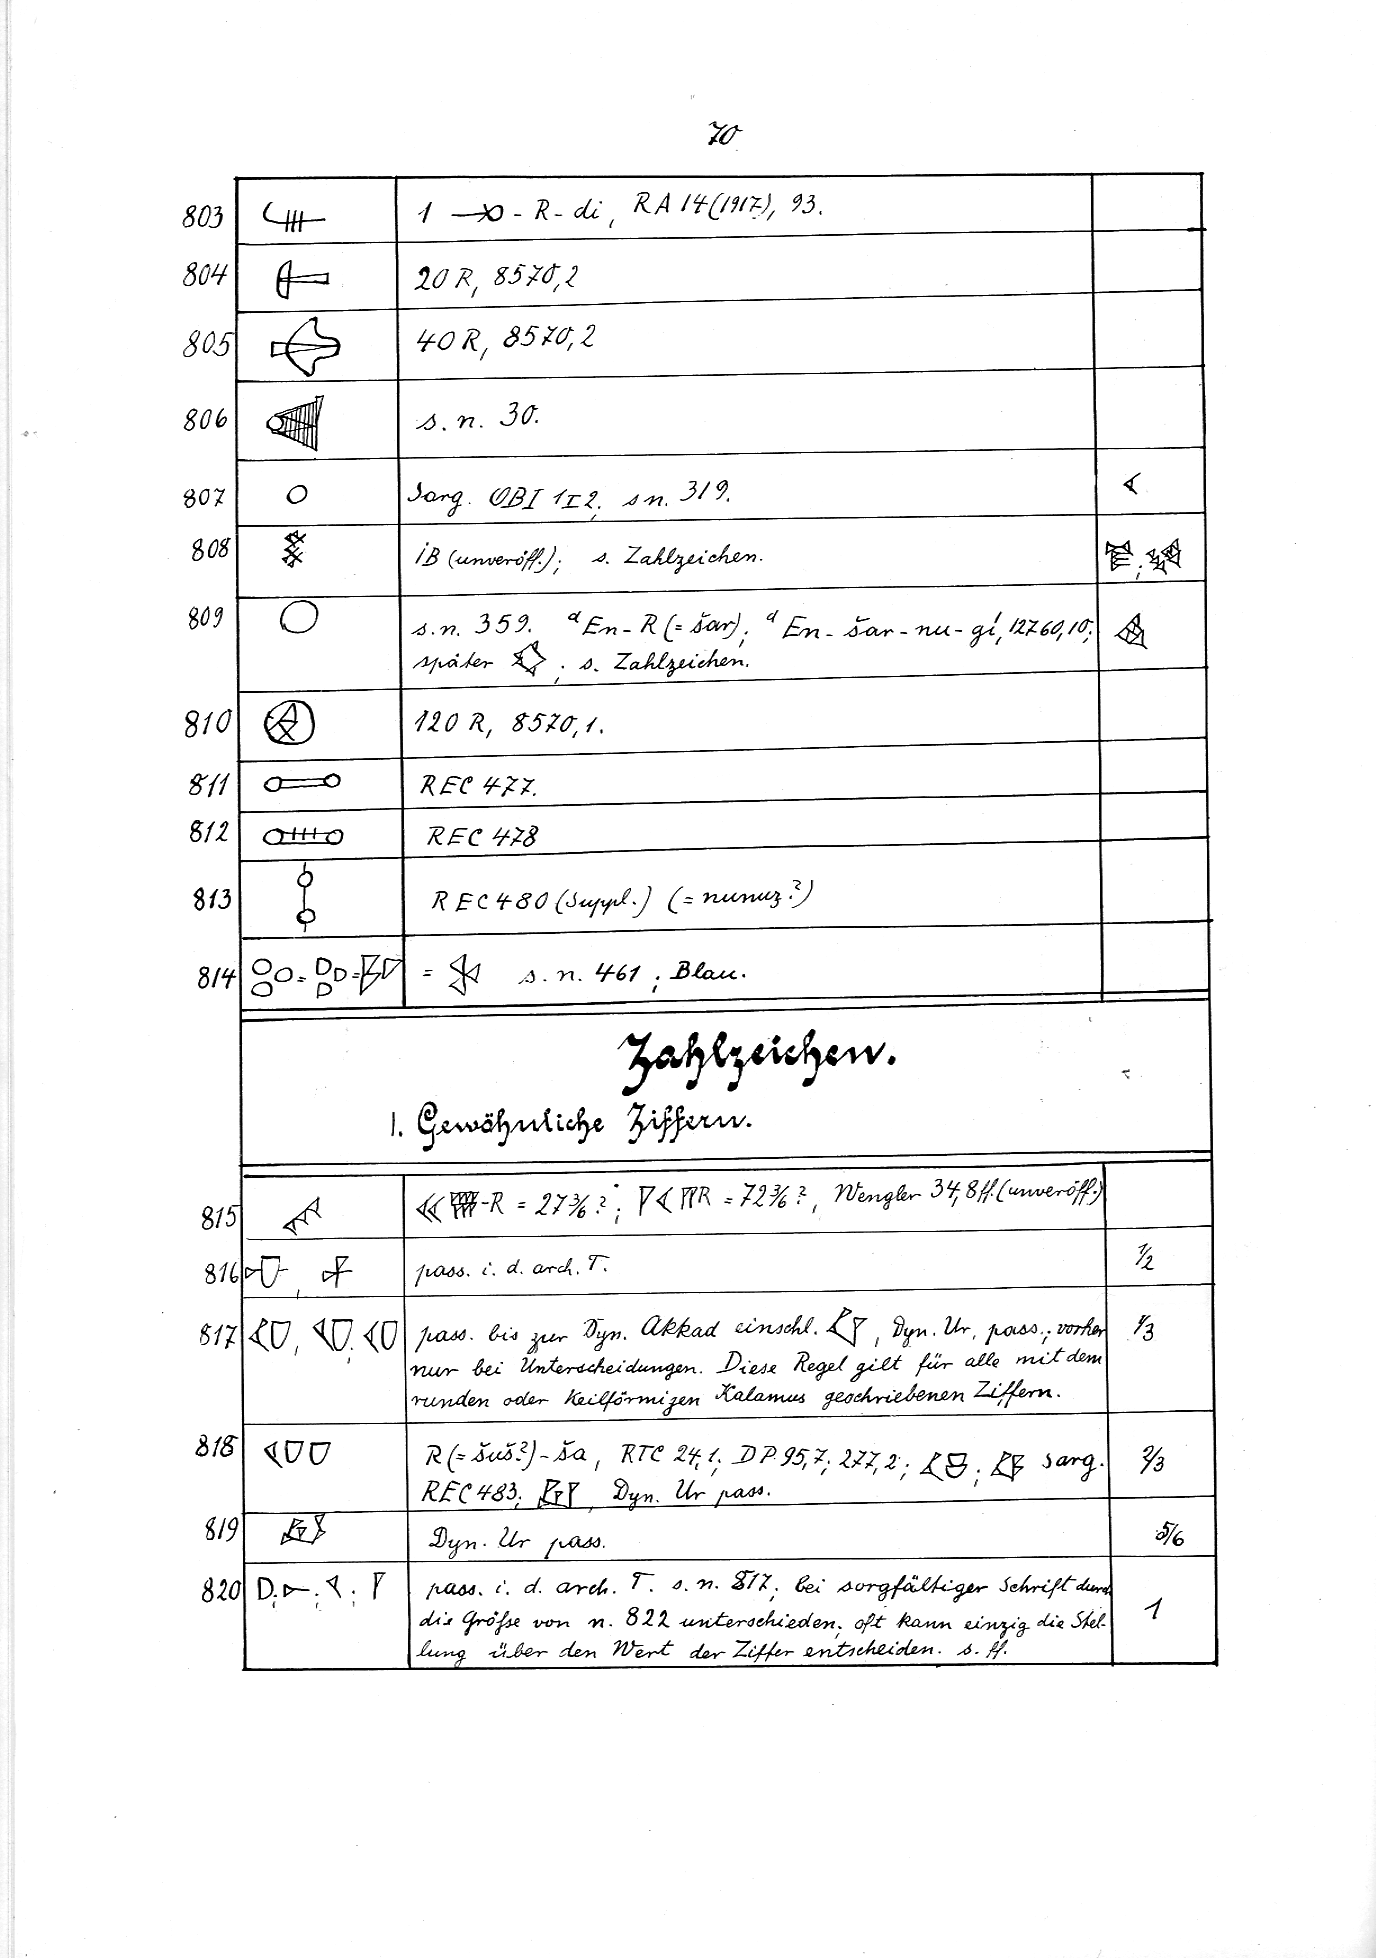 70
803 1 - R - di, RA 14 (1917), 93.
804 20 R, 8570,2
805 40 R, 8570,2
806 s. n. 30.
807 Sarg. OBI 1 I 2; s n. 319.
808 iB (unveröff.); s. Zahlzeichen.
809 s. n. 359. ᵈEn - R (= šar); ᵈEn - šar - nu - gí, 12760,10;
später ; s. Zahlzeichen.
810 120 R, 8570,1.
811 REC 477.
812 REC 478
813 REC 480 (Suppl.) (= nunuz?)
814 = = = s. n. 461; Blau.
Zahlzeichen.
1. Gewöhnliche Ziffern.
815 -R = 27 3/6?; R = 72 3/6?, Wengler 34,8 ff. (unveröff.)
816 pass. i. d. arch. T. 1/2
817 pass. bis zur Dyn. Akkad einschl. , Dyn. Ur, pass.; vorher 1/3
nur bei Unterscheidungen. Diese Regel gilt für alle mit dem
runden oder keilförmigen Kalamus geschriebenen Ziffern.
818 R (= šuš?) - ša, RTC 24,1; DP. 95,7; 277,2; ; Sarg. 2/3
REC 483; , Dyn. Ur pass.
819 Dyn. Ur pass. 5/6
820 pass. i. d. arch. T. s. n. 817; bei sorgfältiger Schrift durch
die Größe von n. 822 unterschieden; oft kann einzig die Stel- 1
lung über den Wert der Ziffer entscheiden. s. ff.